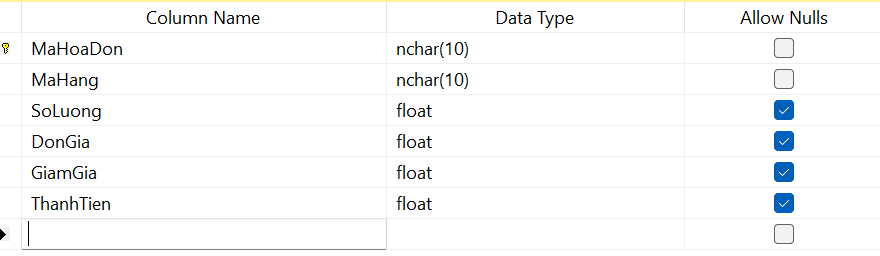 Column Name Data Type Allow Nulls
MaHoaDon nchar(10)
MaHang nchar(10)
SoLuong float
DonGia float
GiamGia float
ThanhTien float